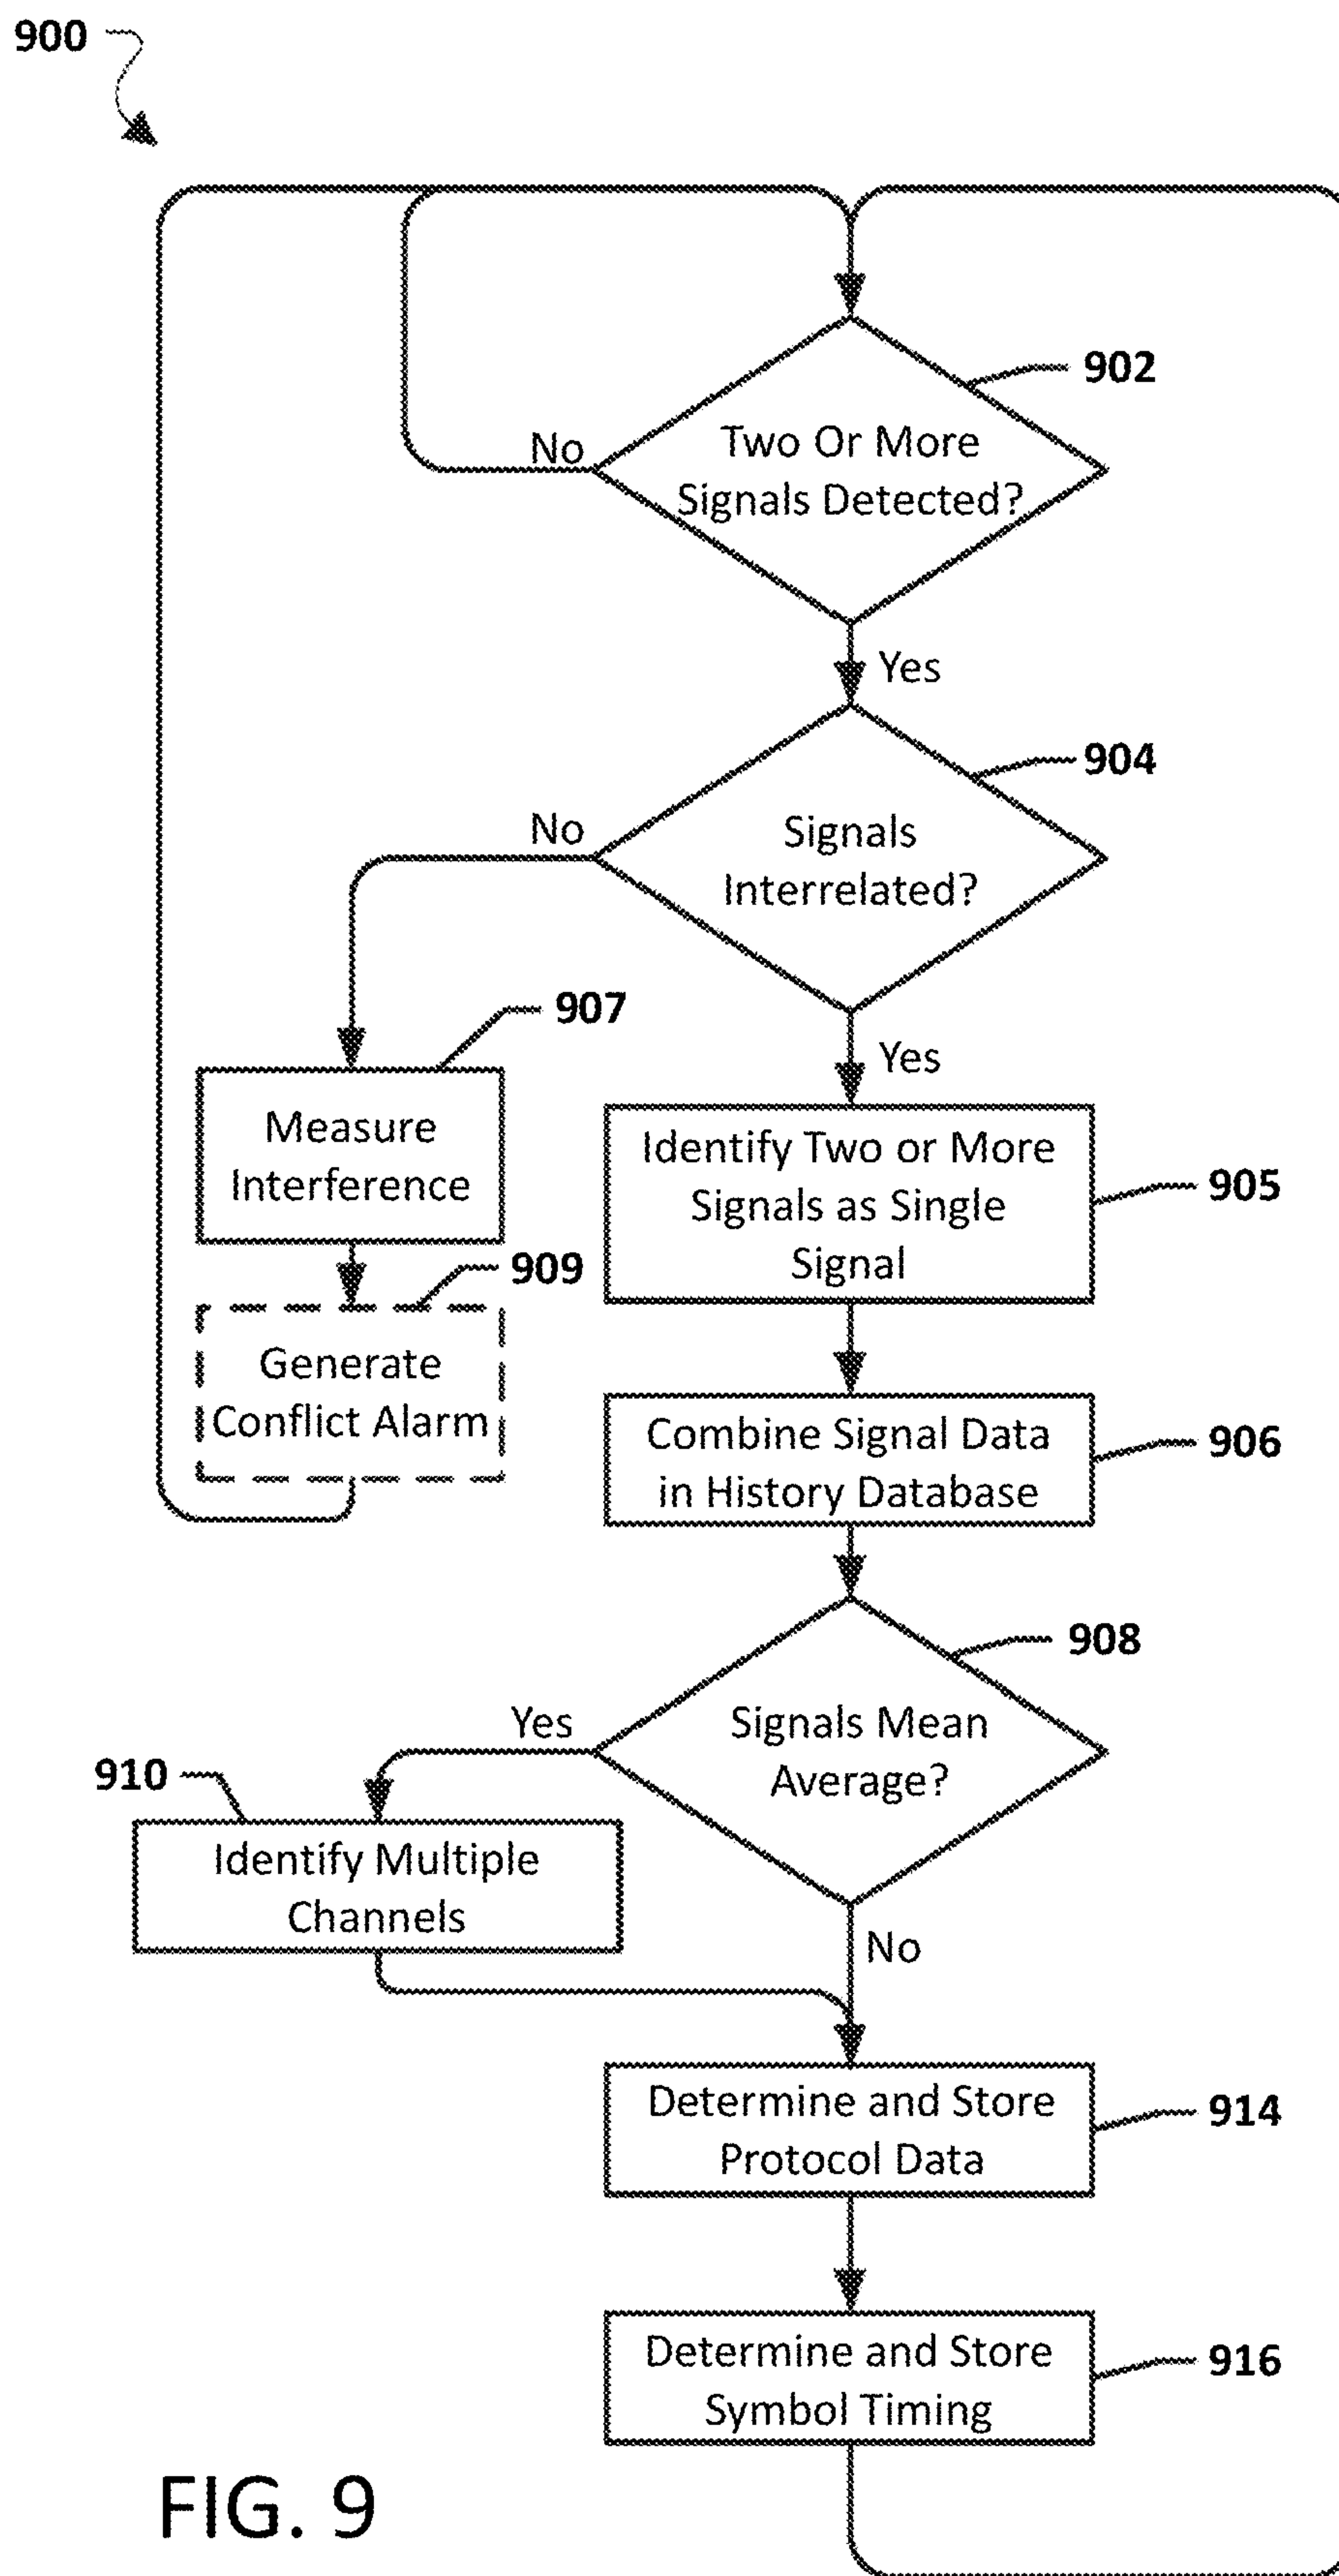 900
902
Two Or More
Signals Detected?
No
Yes
904
Signals
Interrelated?
No
Yes
907
Measure
Interference
905
Identify Two or More
Signals as Single
Signal
909
Generate
Conflict Alarm
906
Combine Signal Data
in History Database
908
Signals Mean
Average?
Yes
No
910
Identify Multiple
Channels
914
Determine and Store
Protocol Data
916
Determine and Store
Symbol Timing
FIG. 9